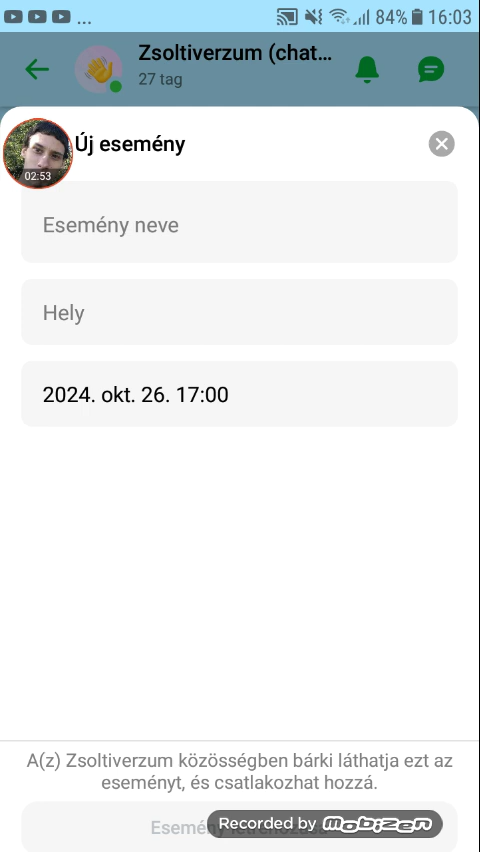 ... 84% 16:03
Zsoltiverzum (chat...
27 tag
02:53
Új esemény
Esemény neve
Hely
2024. okt. 26. 17:00
A(z) Zsoltiverzum közösségben bárki láthatja ezt az
eseményt, és csatlakozhat hozzá.
Recorded by mobizen